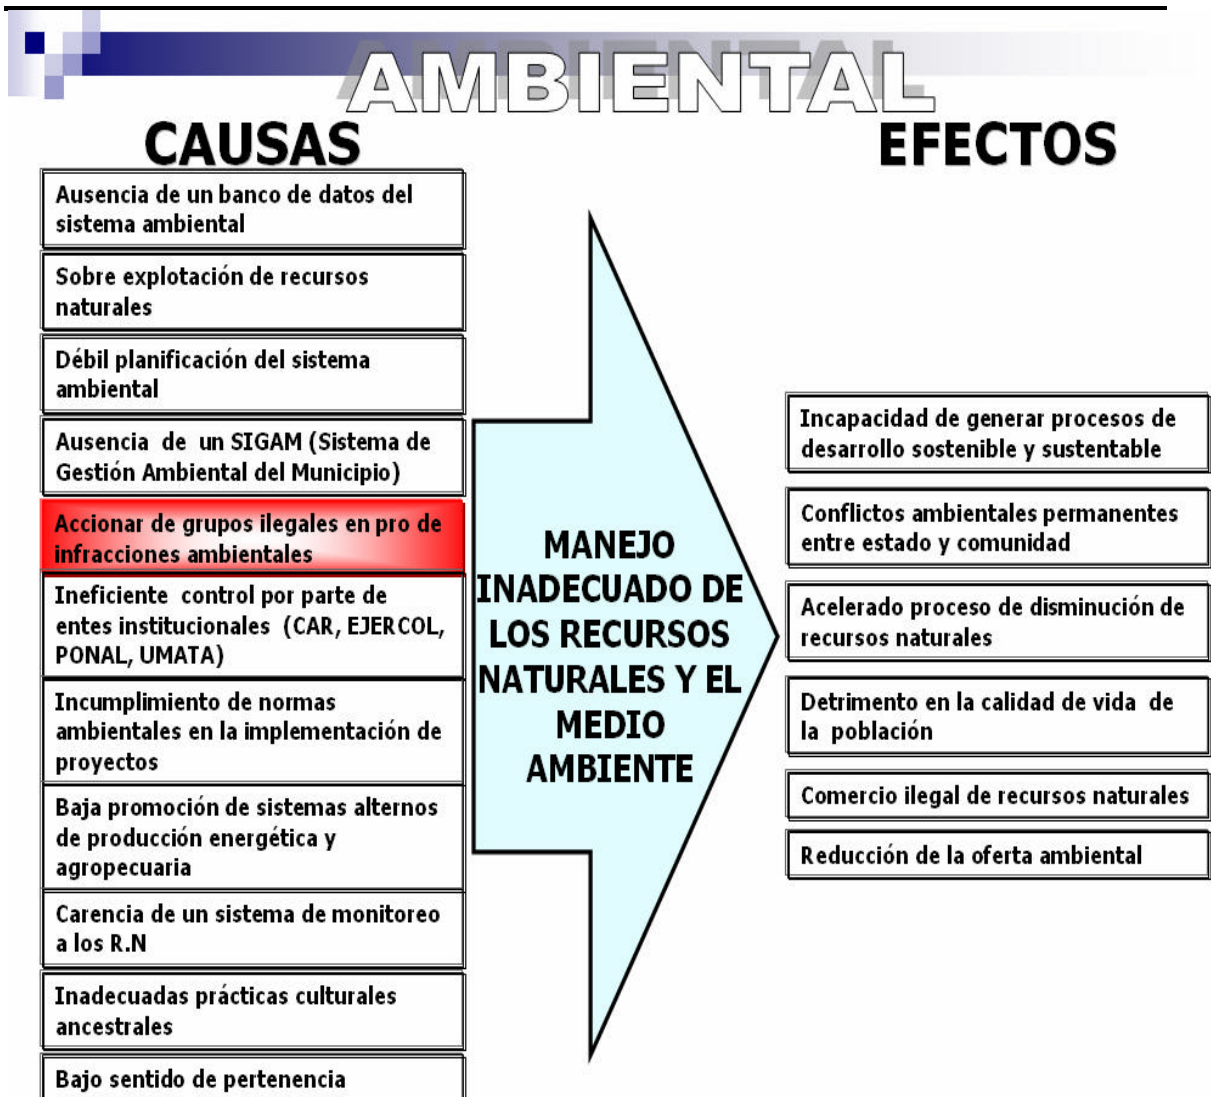 AMBIENTAL
CAUSAS
Ausencia de un banco de datos del
sistema ambiental
Sobre explotación de recursos
naturales
Débil planificación del sistema
ambiental
Ausencia de un SIGAM (Sistema de
Gestión Ambiental del Municipio)
Accionar de grupos ilegales en pro de
infracciones ambientales
Ineficiente control por parte de
entes institucionales (CAR, EJERCOL,
PONAL, UMATA)
Incumplimiento de normas
ambientales en la implementación de
proyectos
Baja promoción de sistemas alternos
de producción energética y
agropecuaria
Carencia de un sistema de monitoreo
a los R.N
Inadecuadas prácticas culturales
ancestrales
Bajo sentido de pertenencia
MANEJO
INADECUADO DE
LOS RECURSOS
NATURALES Y EL
MEDIO
AMBIENTE
EFECTOS
Incapacidad de generar procesos de
desarrollo sostenible y sustentable
Conflictos ambientales permanentes
entre estado y comunidad
Acelerado proceso de disminución de
recursos naturales
Detrimento en la calidad de vida de
la población
Comercio ilegal de recursos naturales
Reducción de la oferta ambiental